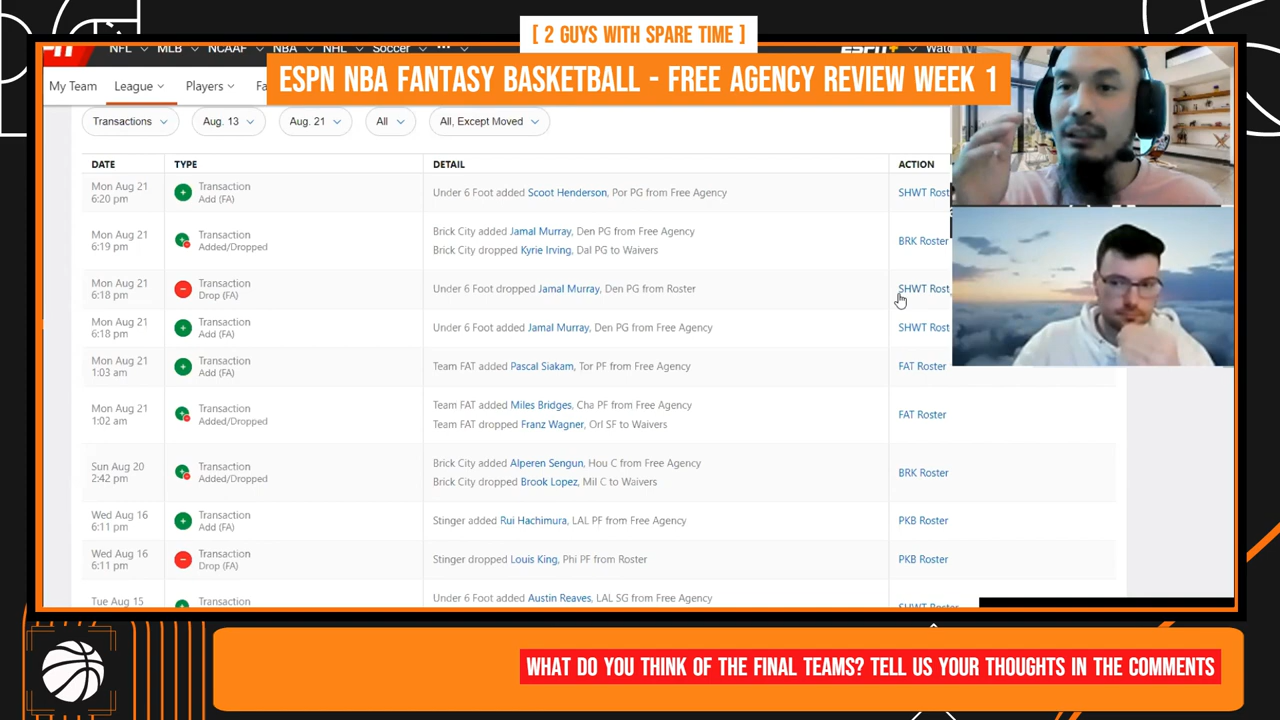 [ 2 GUYS WITH SPARE TIME ]
NFL MLB NCAAF NBA NHL Soccer ...
ESPN NBA FANTASY BASKETBALL - FREE AGENCY REVIEW WEEK 1
My Team League Players
Transactions Aug. 13 Aug. 21 All All, Except Moved
DATE TYPE DETAIL ACTION
Mon Aug 21 Transaction
6:20 pm Add (FA) Under 6 Foot added Scoot Henderson, Por PG from Free Agency SHWT Rost
Mon Aug 21 Transaction Brick City added Jamal Murray, Den PG from Free Agency
6:19 pm Added/Dropped Brick City dropped Kyrie Irving, Dal PG to Waivers BRK Roster
Mon Aug 21 Transaction
6:18 pm Drop (FA) Under 6 Foot dropped Jamal Murray, Den PG from Roster SHWT Rost
Mon Aug 21 Transaction
6:18 pm Add (FA) Under 6 Foot added Jamal Murray, Den PG from Free Agency SHWT Rost
Mon Aug 21 Transaction
1:03 am Add (FA) Team FAT added Pascal Siakam, Tor PF from Free Agency FAT Roster
Mon Aug 21 Transaction Team FAT added Miles Bridges, Cha PF from Free Agency
1:02 am Added/Dropped Team FAT dropped Franz Wagner, Orl SF to Waivers FAT Roster
Sun Aug 20 Transaction Brick City added Alperen Sengun, Hou C from Free Agency
2:42 pm Added/Dropped Brick City dropped Brook Lopez, Mil C to Waivers BRK Roster
Wed Aug 16 Transaction
6:11 pm Add (FA) Stinger added Rui Hachimura, LAL PF from Free Agency PKB Roster
Wed Aug 16 Transaction
6:11 pm Drop (FA) Stinger dropped Louis King, Phi PF from Roster PKB Roster
Tue Aug 15 Transaction Under 6 Foot added Austin Reaves, LAL SG from Free Agency
WHAT DO YOU THINK OF THE FINAL TEAMS? TELL US YOUR THOUGHTS IN THE COMMENTS